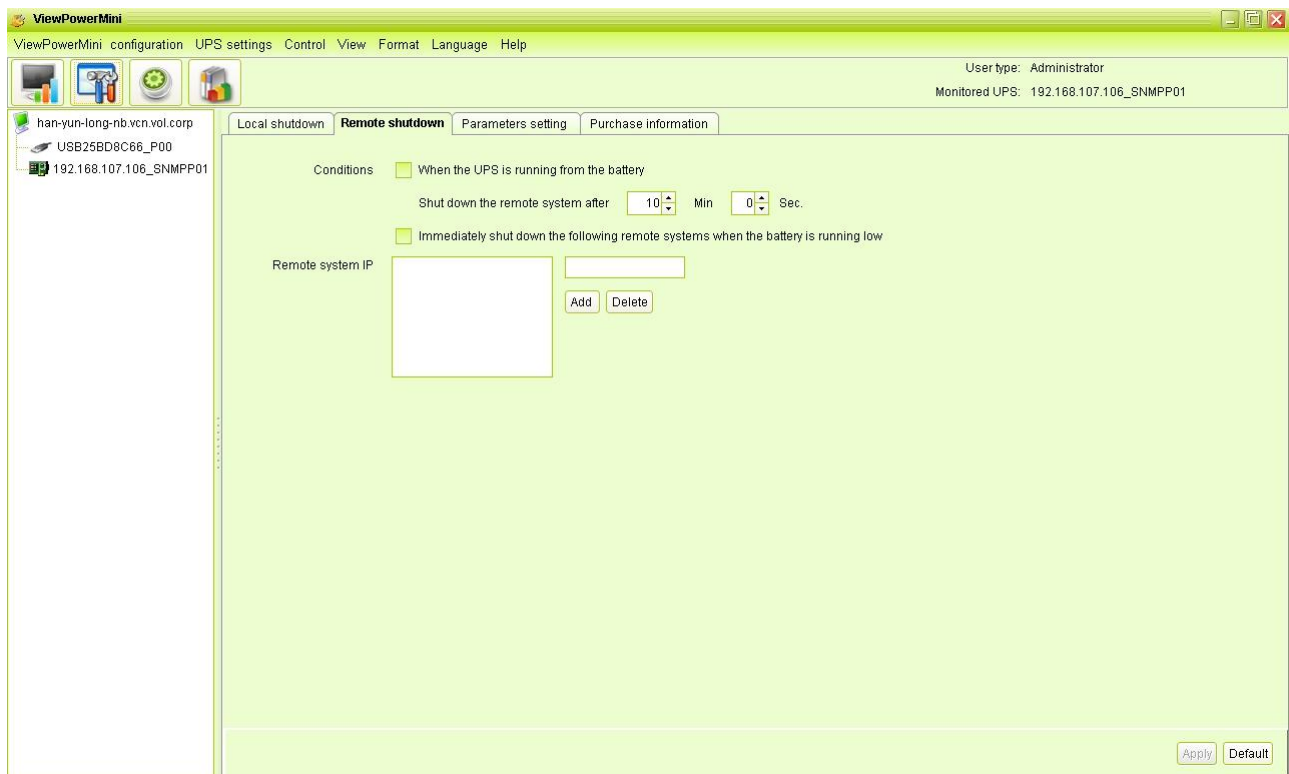 ViewPowerMini
ViewPowerMini configuration UPS settings Control View Format Language Help
User type: Administrator
Monitored UPS: 192.168.107.106_SNMPP01
han-yun-long-nb.vcn.vol.corp
USB25BD8C66_P00
192.168.107.106_SNMPP01
Local shutdown Remote shutdown Parameters setting Purchase information
Conditions When the UPS is running from the battery
Shut down the remote system after 10 Min 0 Sec.
Immediately shut down the following remote systems when the battery is running low
Remote system IP
Add Delete
Apply Default